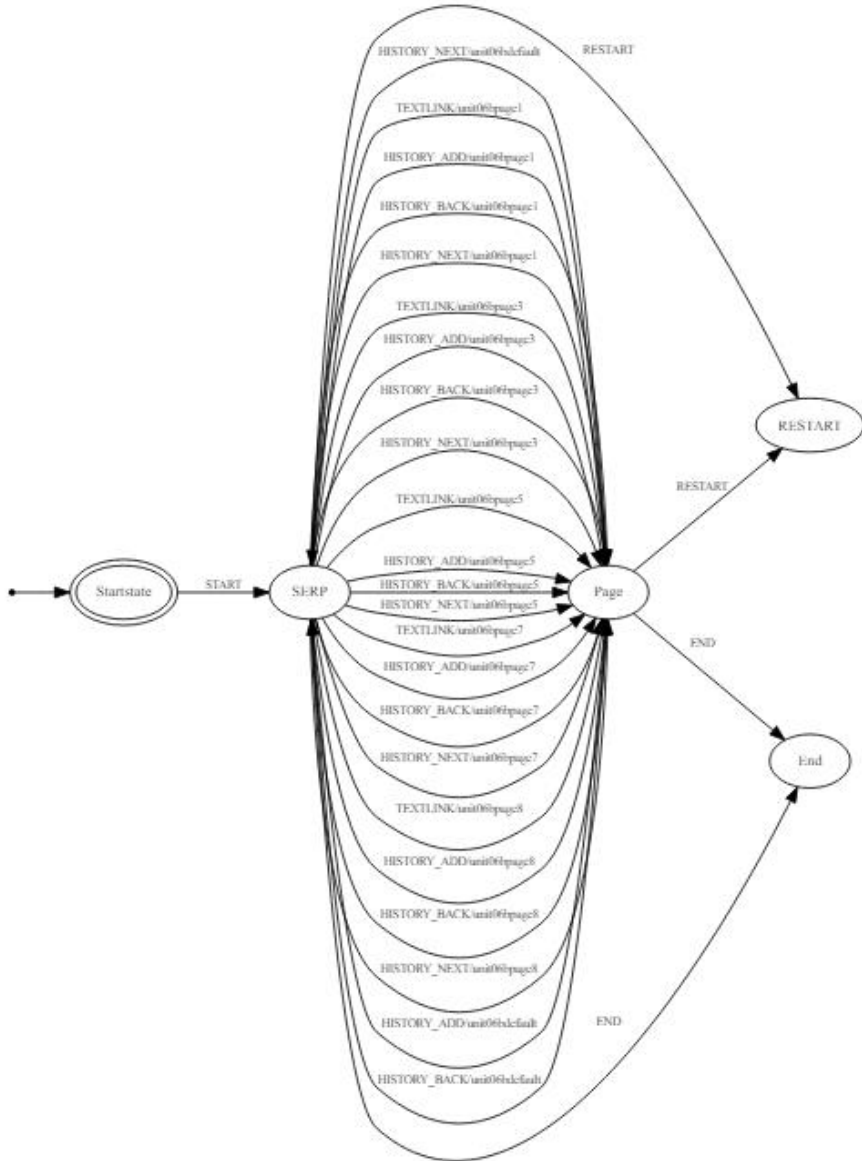 HISTORY_NEXT/unit06bdefault
RESTART
TEXTLINK/unit06bpage1
HISTORY_ADD/unit06bpage1
HISTORY_BACK/unit06bpage1
HISTORY_NEXT/unit06bpage1
TEXTLINK/unit06bpage3
HISTORY_ADD/unit06bpage3
HISTORY_BACK/unit06bpage3
RESTART
HISTORY_NEXT/unit06bpage3
RESTART
TEXTLINK/unit06bpage5
HISTORY_ADD/unit06bpage5
Startstate
START
SERP
HISTORY_BACK/unit06bpage5
Page
HISTORY_NEXT/unit06bpage5
TEXTLINK/unit06bpage7
END
HISTORY_ADD/unit06bpage7
HISTORY_BACK/unit06bpage7
HISTORY_NEXT/unit06bpage7
End
TEXTLINK/unit06bpage8
HISTORY_ADD/unit06bpage8
HISTORY_BACK/unit06bpage8
HISTORY_NEXT/unit06bpage8
HISTORY_ADD/unit06bdefault
END
HISTORY_BACK/unit06bdefault